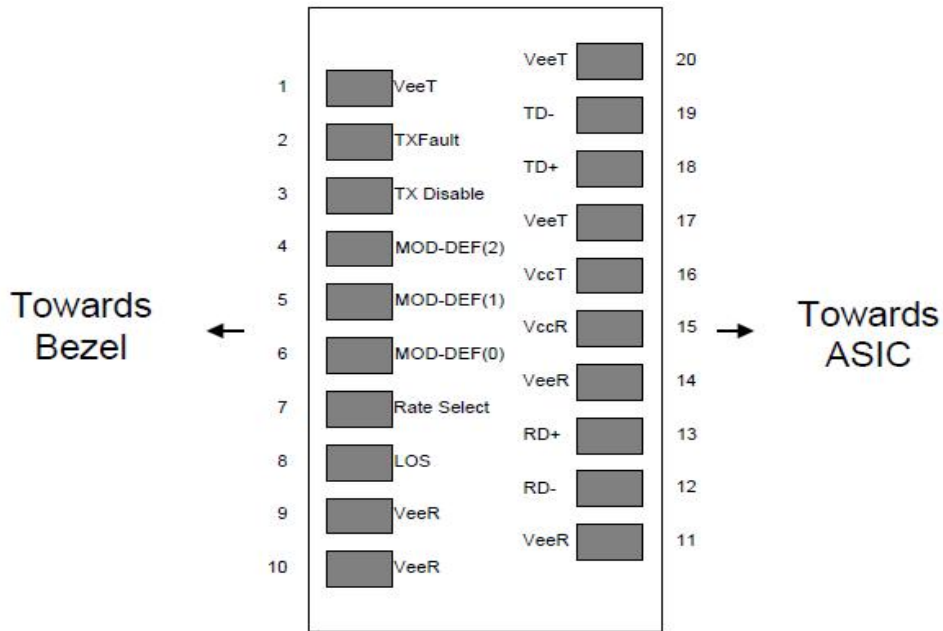 Towards
Bezel
1 VeeT
2 TXFault
3 TX Disable
4 MOD-DEF(2)
5 MOD-DEF(1)
6 MOD-DEF(0)
7 Rate Select
8 LOS
9 VeeR
10 VeeR
VeeT 20
TD- 19
TD+ 18
VeeT 17
VccT 16
VccR 15
VeeR 14
RD+ 13
RD- 12
VeeR 11
Towards
ASIC